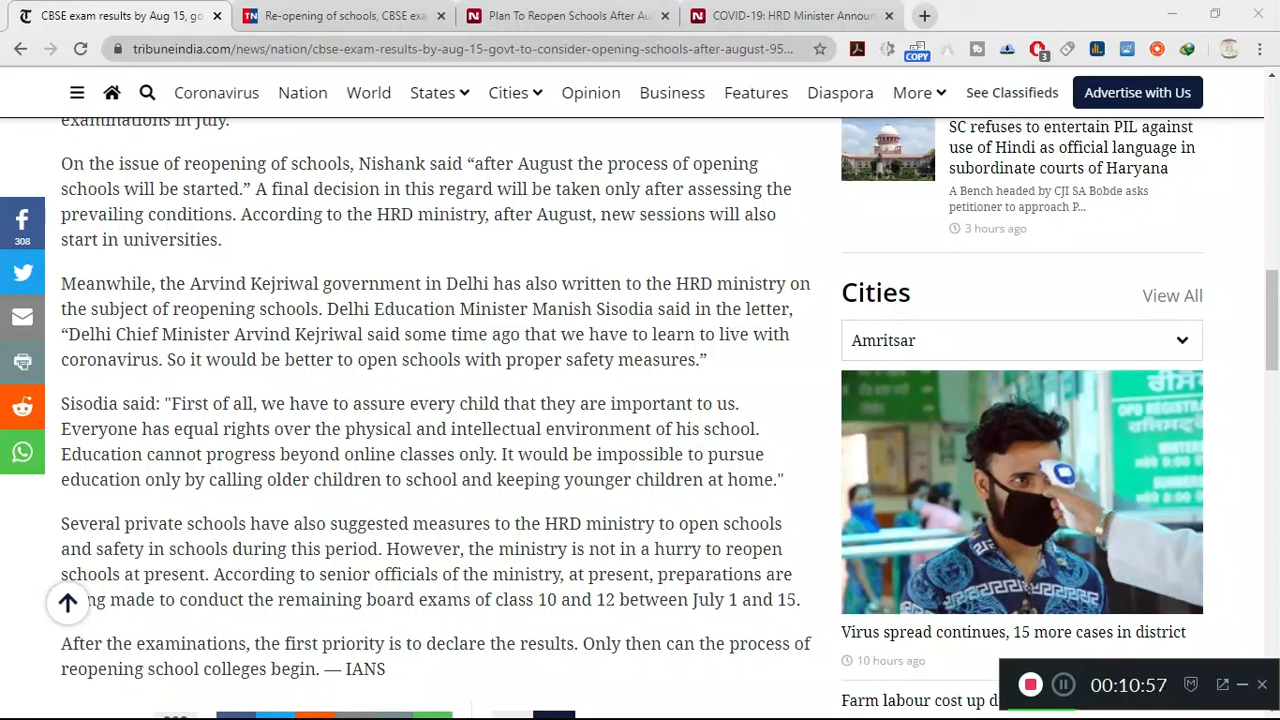 CBSE exam results by Aug 15, go
Re-opening of schools, CBSE exam
Plan To Reopen Schools After Au
COVID-19: HRD Minister Announ
tribuneindia.com/news/nation/cbse-exam-results-by-aug-15-govt-to-consider-opening-schools-after-august-95...
COPY
3
Coronavirus Nation World States Cities Opinion Business Features Diaspora More See Classifieds Advertise with Us
examinations in July.
On the issue of reopening of schools, Nishank said “after August the process of opening
schools will be started.” A final decision in this regard will be taken only after assessing the
prevailing conditions. According to the HRD ministry, after August, new sessions will also
start in universities.
Meanwhile, the Arvind Kejriwal government in Delhi has also written to the HRD ministry on
the subject of reopening schools. Delhi Education Minister Manish Sisodia said in the letter,
“Delhi Chief Minister Arvind Kejriwal said some time ago that we have to learn to live with
coronavirus. So it would be better to open schools with proper safety measures.”
Sisodia said: "First of all, we have to assure every child that they are important to us.
Everyone has equal rights over the physical and intellectual environment of his school.
Education cannot progress beyond online classes only. It would be impossible to pursue
education only by calling older children to school and keeping younger children at home."
Several private schools have also suggested measures to the HRD ministry to open schools
and safety in schools during this period. However, the ministry is not in a hurry to reopen
schools at present. According to senior officials of the ministry, at present, preparations are
made to conduct the remaining board exams of class 10 and 12 between July 1 and 15.
After the examinations, the first priority is to declare the results. Only then can the process of
reopening school colleges begin. — IANS
308
SC refuses to entertain PIL against
use of Hindi as official language in
subordinate courts of Haryana
A Bench headed by CJI SA Bobde asks
petitioner to approach P...
3 hours ago
Cities View All
Amritsar
OPD REGISTRA
Virus spread continues, 15 more cases in district
10 hours ago
Farm labour cost up d
00:10:57